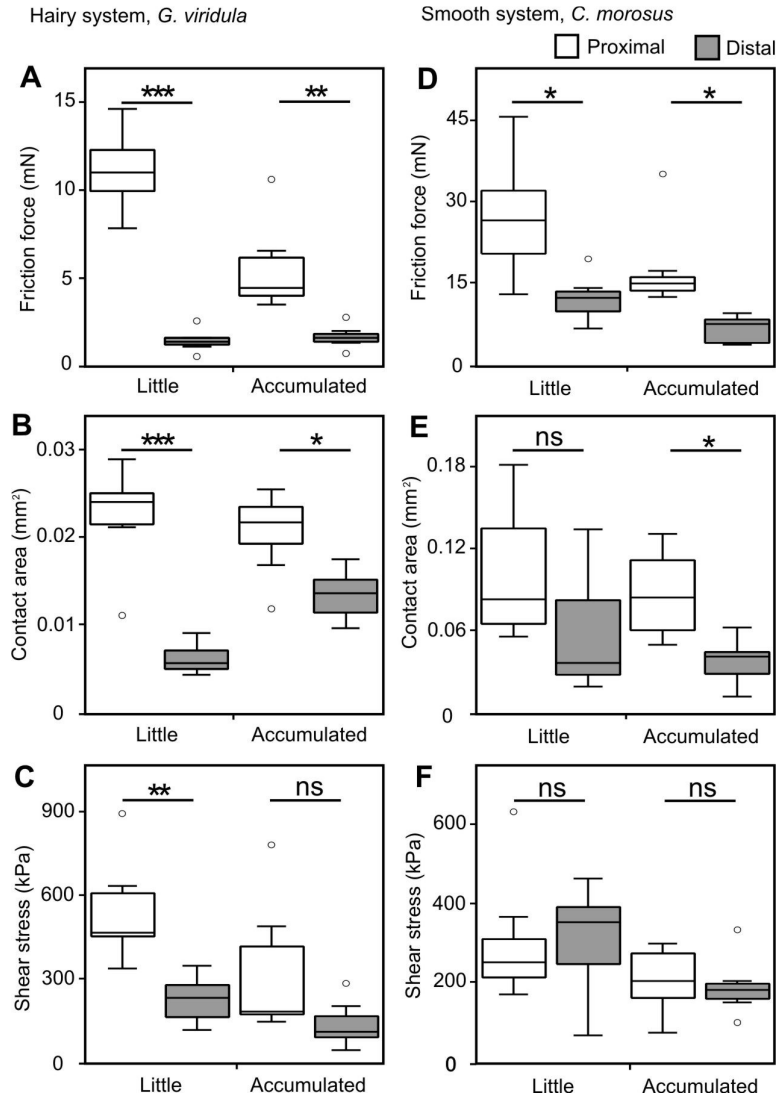 Hairy system, G. viridula
Smooth system, C. morosus
Proximal Distal
A
Friction force (mN)
15
10
5
0
***
**
Little Accumulated
D
Friction force (mN)
45
30
15
0
*
*
Little Accumulated
B
Contact area (mm²)
0.03
0.02
0.01
0
***
*
Little Accumulated
E
Contact area (mm²)
0.18
0.12
0.06
0
ns
*
Little Accumulated
C
Shear stress (kPa)
900
600
300
0
**
ns
Little Accumulated
F
Shear stress (kPa)
600
400
200
0
ns
ns
Little Accumulated